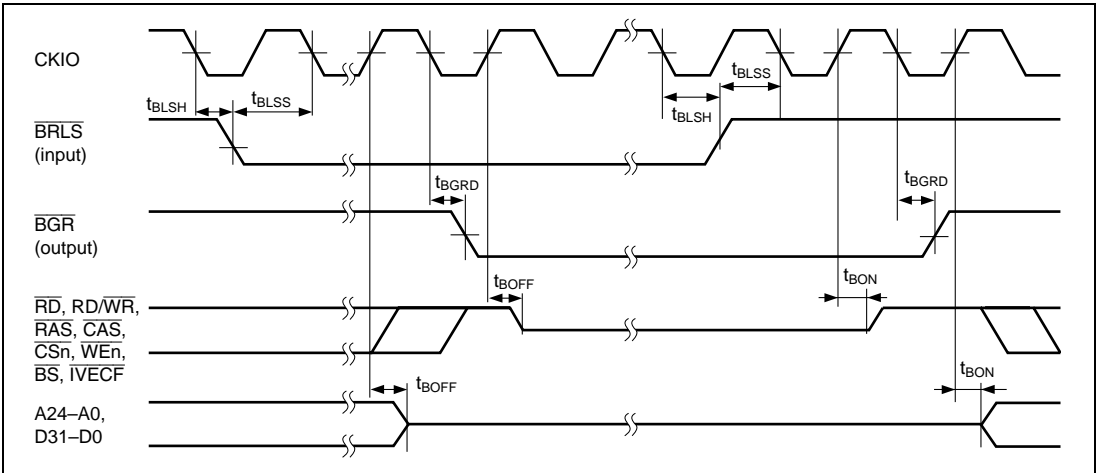 CKIO
tBLSH
tBLSS
tBLSH
tBLSS
BRLS
(input)
tBGRD
tBGRD
BGR
(output)
tBOFF
tBON
RD, RD/WR,
RAS, CAS,
CSn, WEn,
BS, IVECF
tBOFF
tBON
A24–A0,
D31–D0